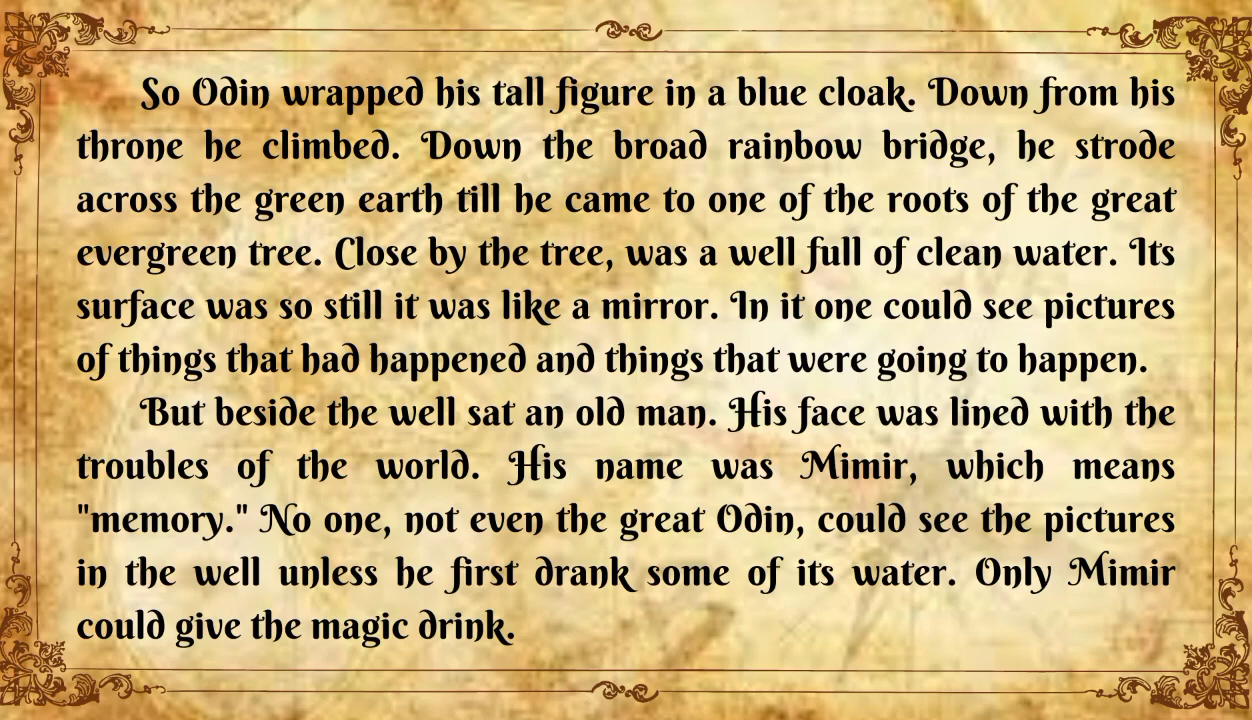 So Odin wrapped his tall figure in a blue cloak. Down from his
throne he climbed. Down the broad rainbow bridge, he strode
across the green earth till he came to one of the roots of the great
evergreen tree. Close by the tree, was a well full of clean water. Its
surface was so still it was like a mirror. In it one could see pictures
of things that had happened and things that were going to happen.
But beside the well sat an old man. His face was lined with the
troubles of the world. His name was Mimir, which means
"memory." No one, not even the great Odin, could see the pictures
in the well unless he first drank some of its water. Only Mimir
could give the magic drink.